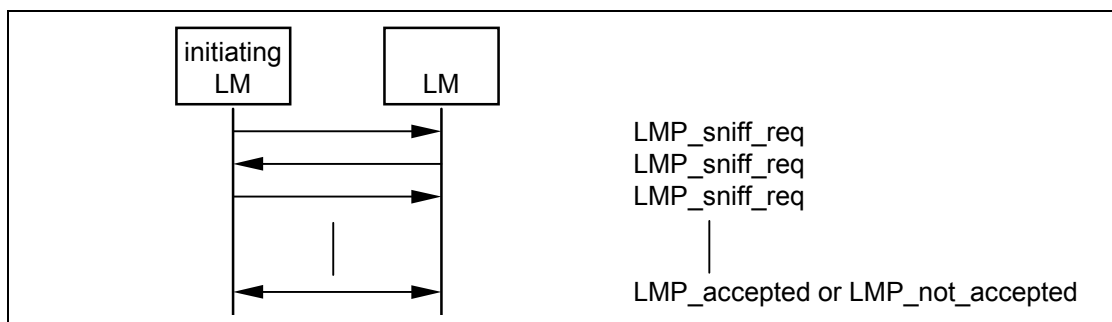 initiating
LM
LM
LMP_sniff_req
LMP_sniff_req
LMP_sniff_req
LMP_accepted or LMP_not_accepted